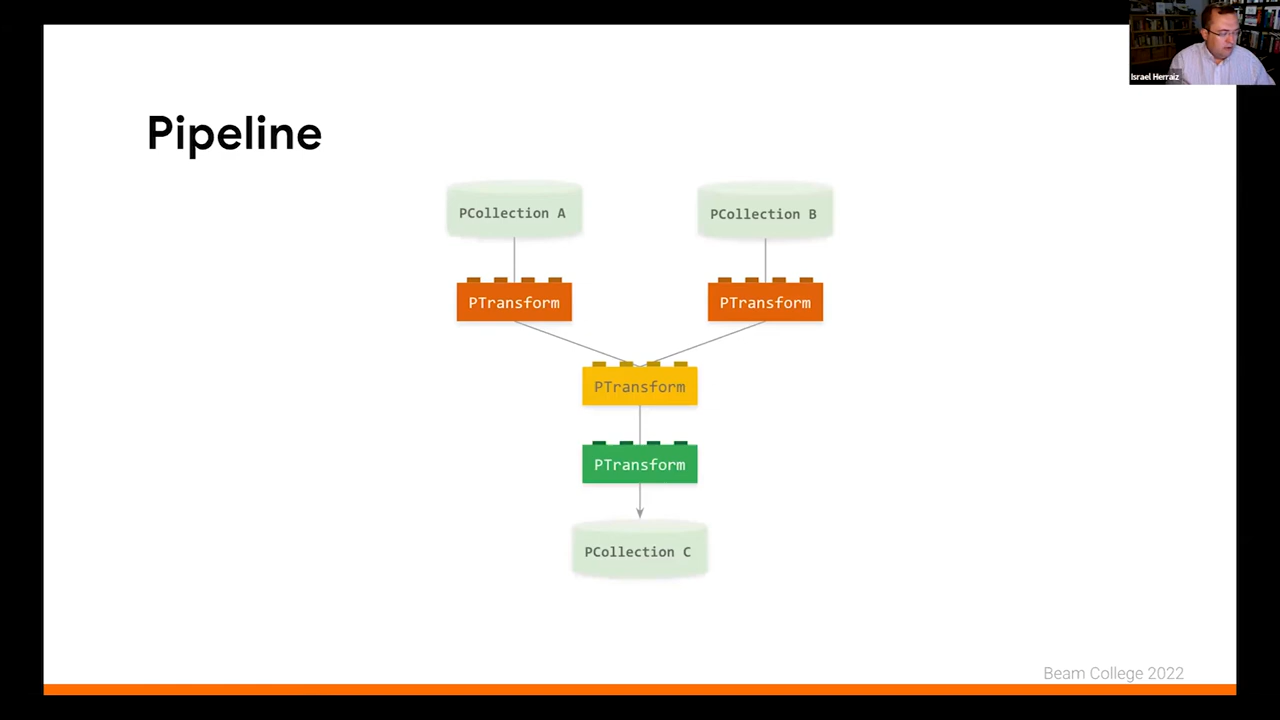 Israel Herraiz
Pipeline
PCollection A
PCollection B
PTransform
PTransform
PTransform
PTransform
PCollection C
Beam College 2022